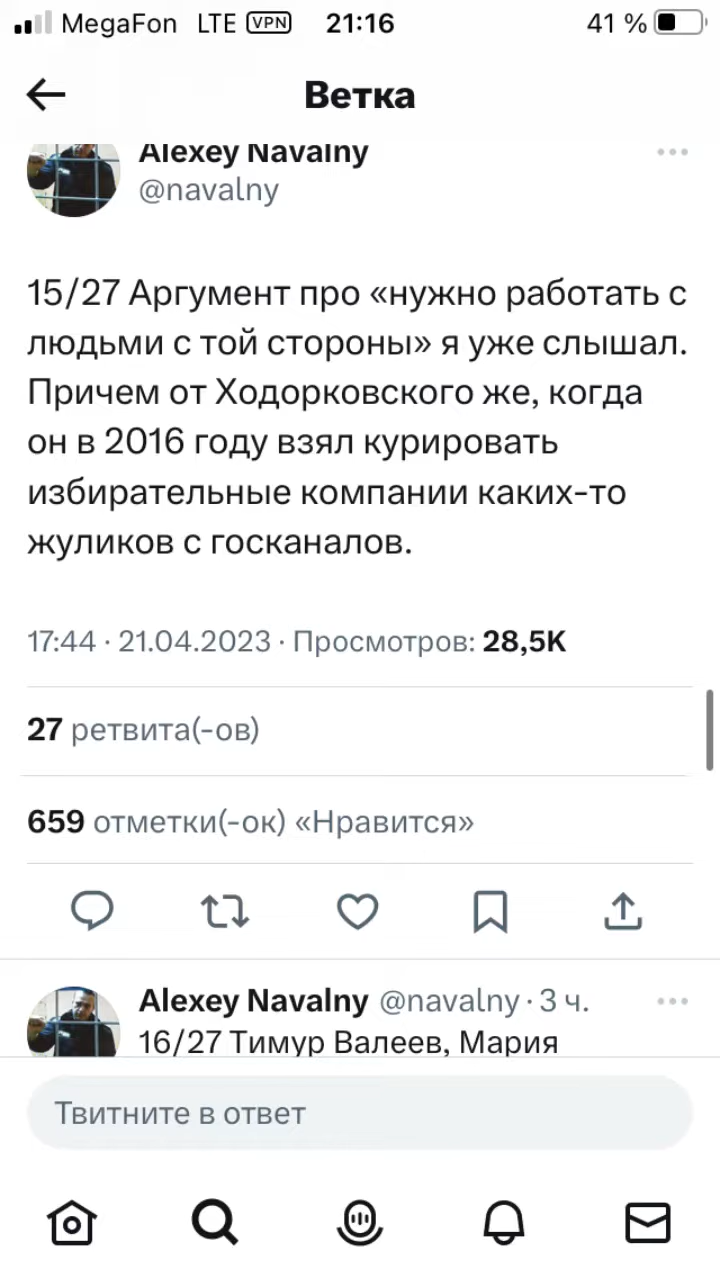 MegaFon LTE VPN 21:16 41 %
Ветка
Alexey Navalny
@navalny
15/27 Аргумент про «нужно работать с
людьми с той стороны» я уже слышал.
Причем от Ходорковского же, когда
он в 2016 году взял курировать
избирательные компании каких-то
жуликов с госканалов.
17:44 · 21.04.2023 · Просмотров: 28,5K
27 ретвита(-ов)
659 отметки(-ок) «Нравится»
Alexey Navalny @navalny · 3 ч.
16/27 Тимур Валеев, Мария
Твитните в ответ